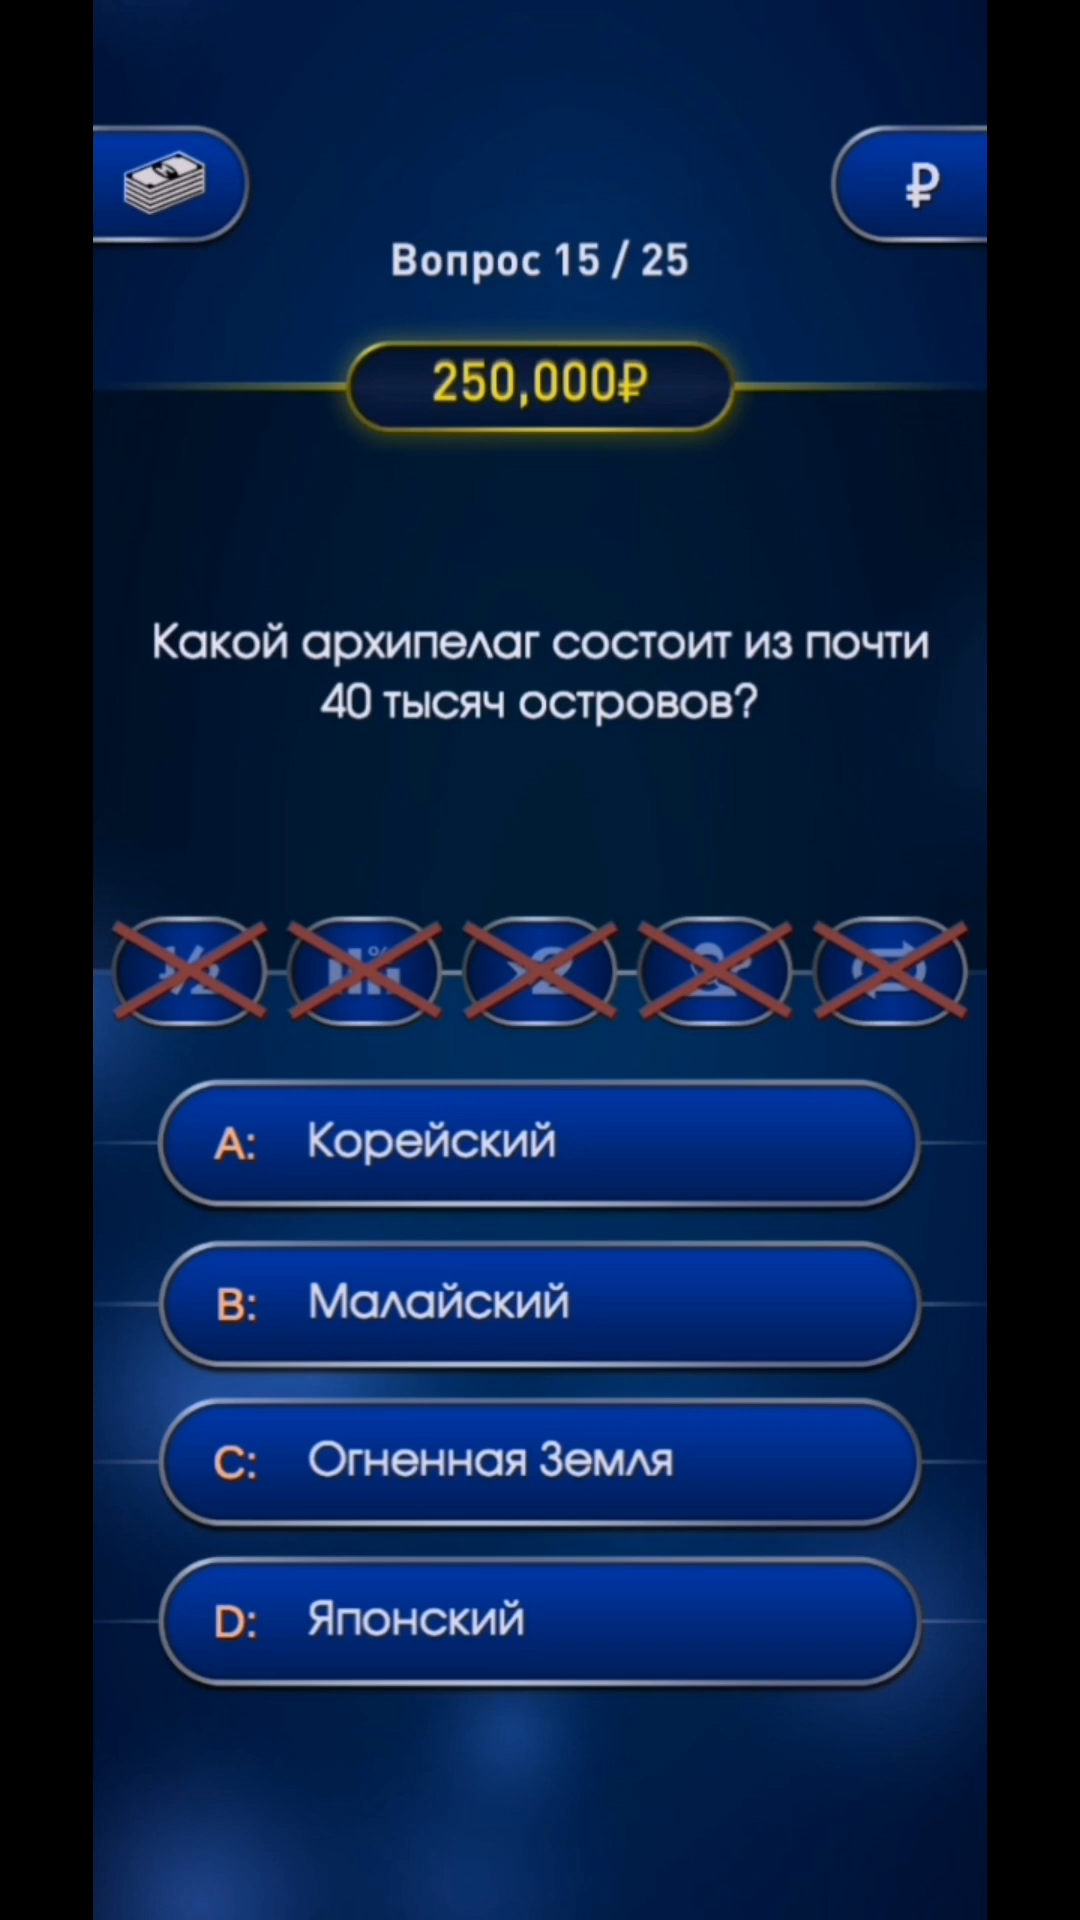 ₽
Вопрос 15 / 25
250,000₽
Какой архипелаг состоит из почти
40 тысяч островов?
A: Корейский
B: Малайский
C: Огненная Земля
D: Японский